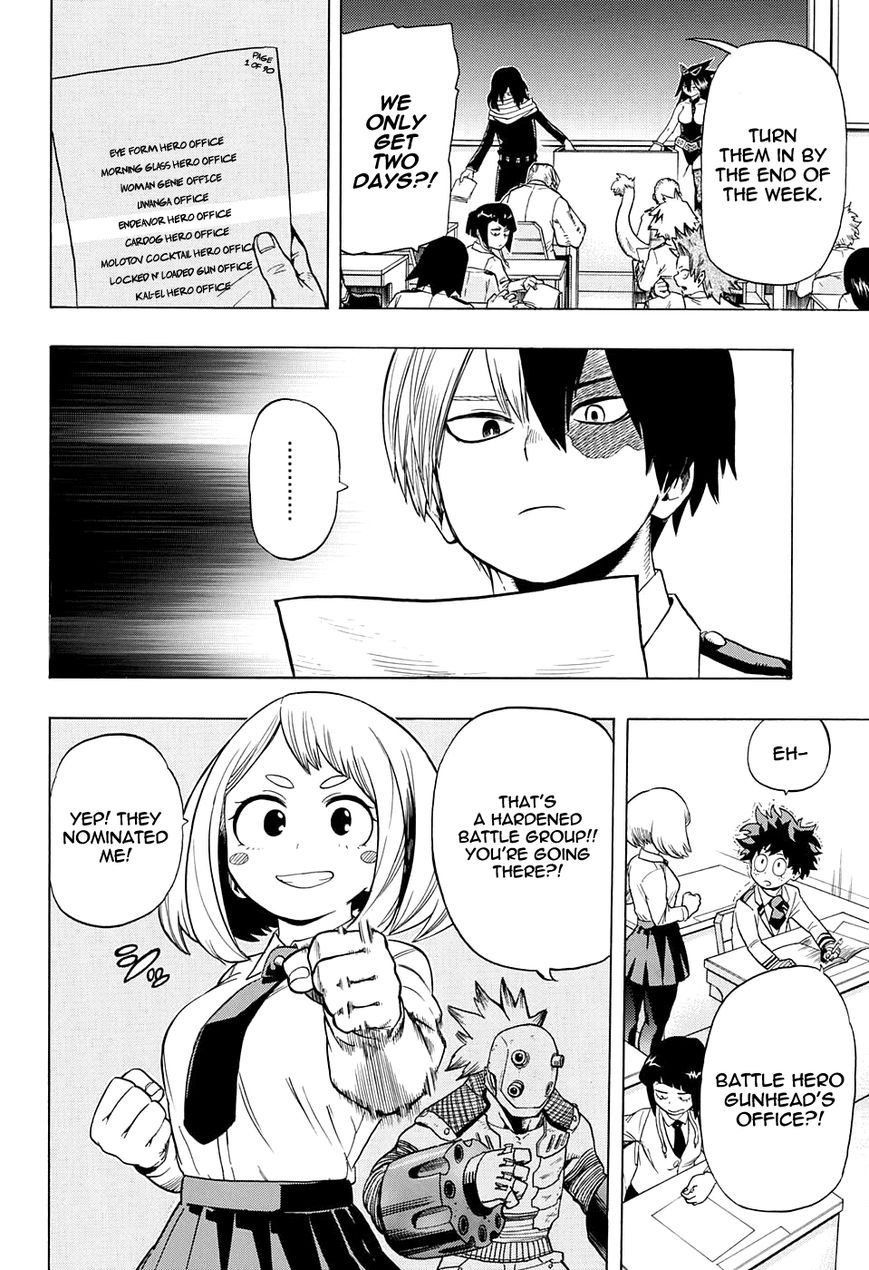 TURN
THEM IN BY
THE END
OF THE
WEEK.
WE
ONLY
GET
TWO
DAYS?!
PAGE
1 OF 90
EYE FORM HERO OFFICE
MORNING GLASS HERO OFFICE
WOMAN GENIE OFFICE
UWANGA OFFICE
ENDEAVOR HERO OFFICE
CARDOG HERO OFFICE
MOLOTOV COCKTAIL HERO OFFICE
LOCKED N' LOADED GUN OFFICE
KAL-EL HERO OFFICE
.........
EH-
BATTLE HERO
GUNHEAD'S
OFFICE?!
THAT'S
A HARDENED
BATTLE GROUP!!
YOU'RE GOING
THERE?!
YEP! THEY
NOMINATED
ME!